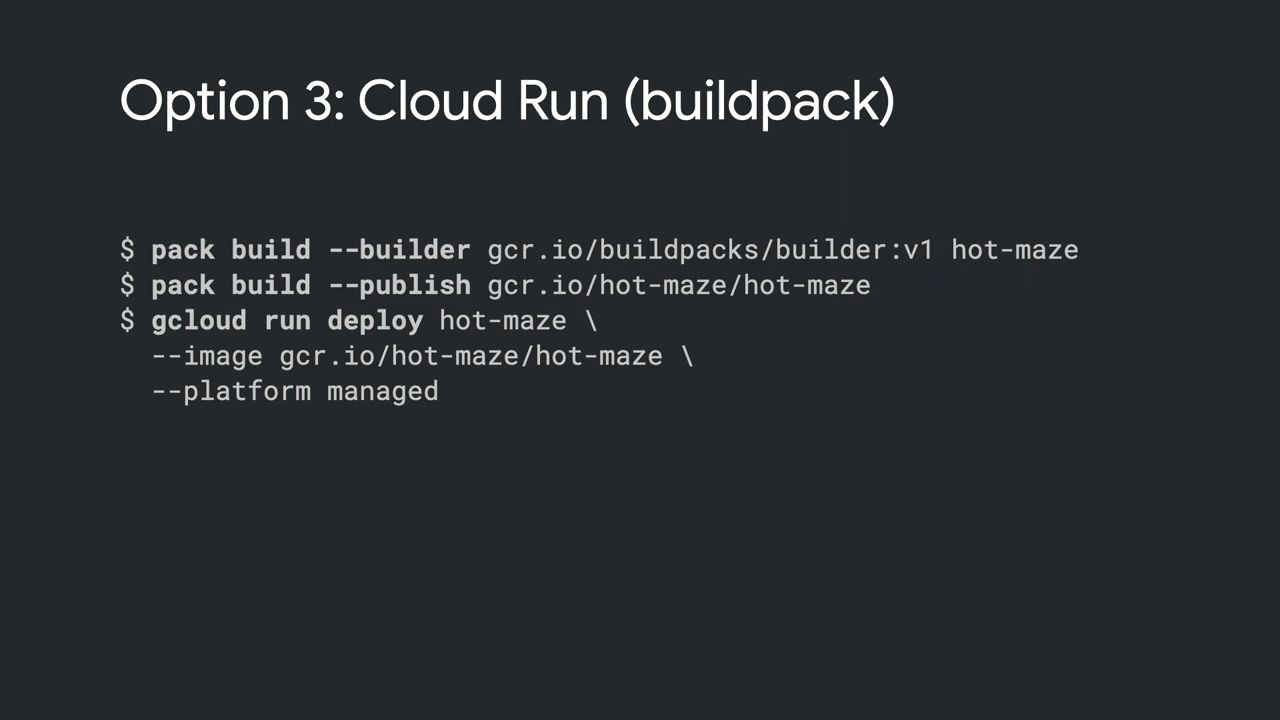 Option 3: Cloud Run (buildpack)
$ pack build --builder gcr.io/buildpacks/builder:v1 hot-maze
$ pack build --publish gcr.io/hot-maze/hot-maze
$ gcloud run deploy hot-maze \
  --image gcr.io/hot-maze/hot-maze \
  --platform managed